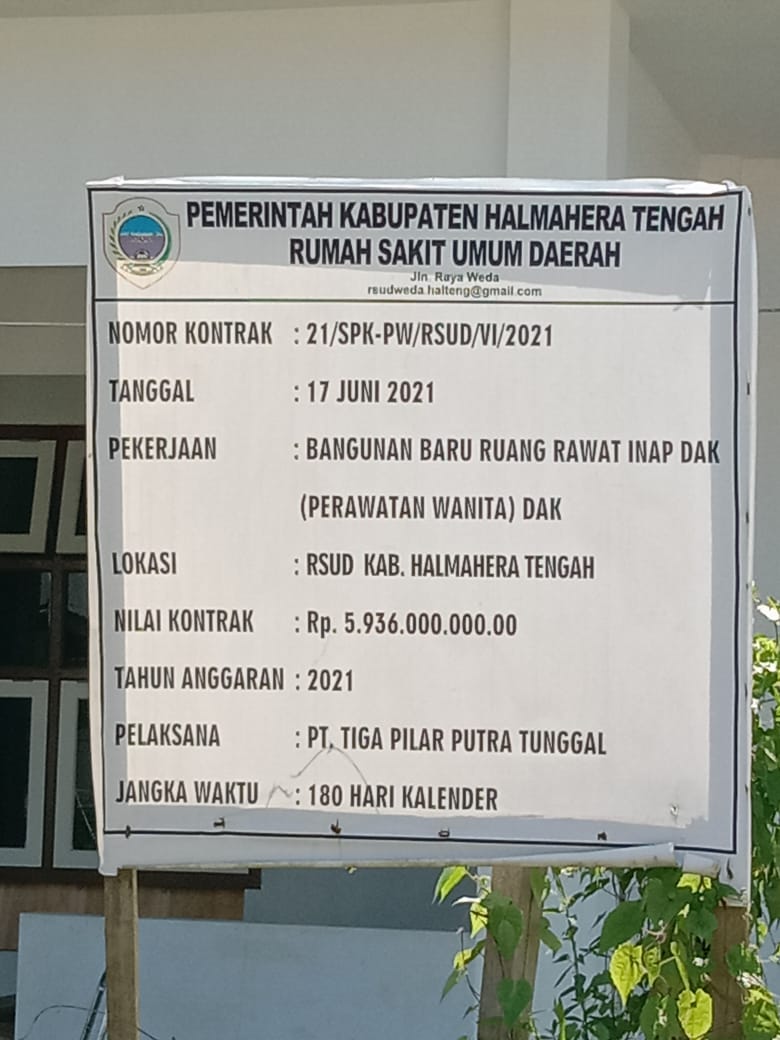 PEMERINTAH KABUPATEN HALMAHERA TENGAH
RUMAH SAKIT UMUM DAERAH
Jln. Raya Weda
rsudweda.halteng@gmail.com
NOMOR KONTRAK : 21/SPK-PW/RSUD/VI/2021
TANGGAL : 17 JUNI 2021
PEKERJAAN : BANGUNAN BARU RUANG RAWAT INAP DAK
(PERAWATAN WANITA) DAK
LOKASI : RSUD KAB. HALMAHERA TENGAH
NILAI KONTRAK : Rp. 5.936.000.000.00
TAHUN ANGGARAN : 2021
PELAKSANA : PT. TIGA PILAR PUTRA TUNGGAL
JANGKA WAKTU : 180 HARI KALENDER